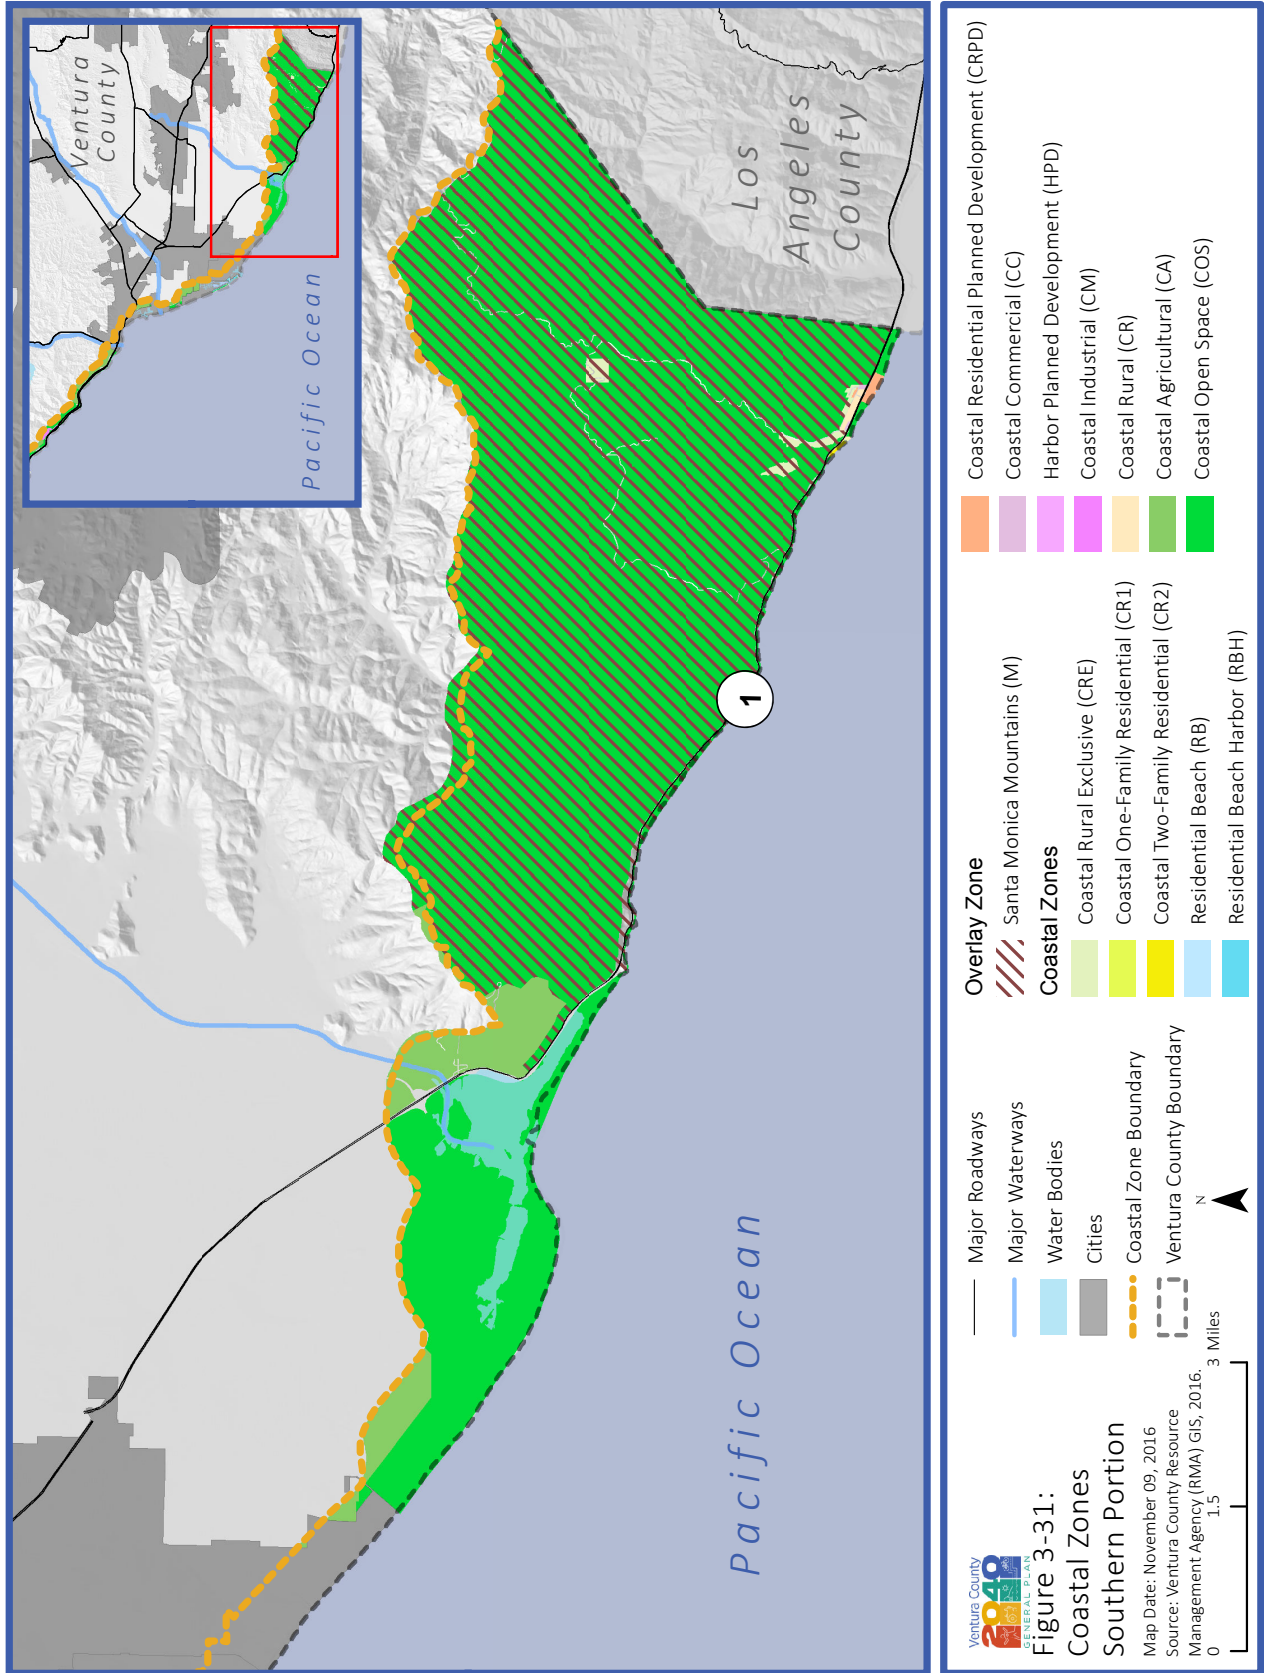 Ventura
County
Pacific Ocean
Los
Angeles
County
1
Pacific Ocean
Ventura County
2040
GENERAL PLAN
Figure 3-31:
Coastal Zones
Southern Portion
Map Date: November 09, 2016
Source: Ventura County Resource
Management Agency (RMA) GIS, 2016.
0 1.5 3 Miles
Major Roadways
Major Waterways
Water Bodies
Cities
Coastal Zone Boundary
Ventura County Boundary
N
Overlay Zone
Santa Monica Mountains (M)
Coastal Zones
Coastal Rural Exclusive (CRE)
Coastal One-Family Residential (CR1)
Coastal Two-Family Residential (CR2)
Residential Beach (RB)
Residential Beach Harbor (RBH)
Coastal Residential Planned Development (CRPD)
Coastal Commercial (CC)
Harbor Planned Development (HPD)
Coastal Industrial (CM)
Coastal Rural (CR)
Coastal Agricultural (CA)
Coastal Open Space (COS)